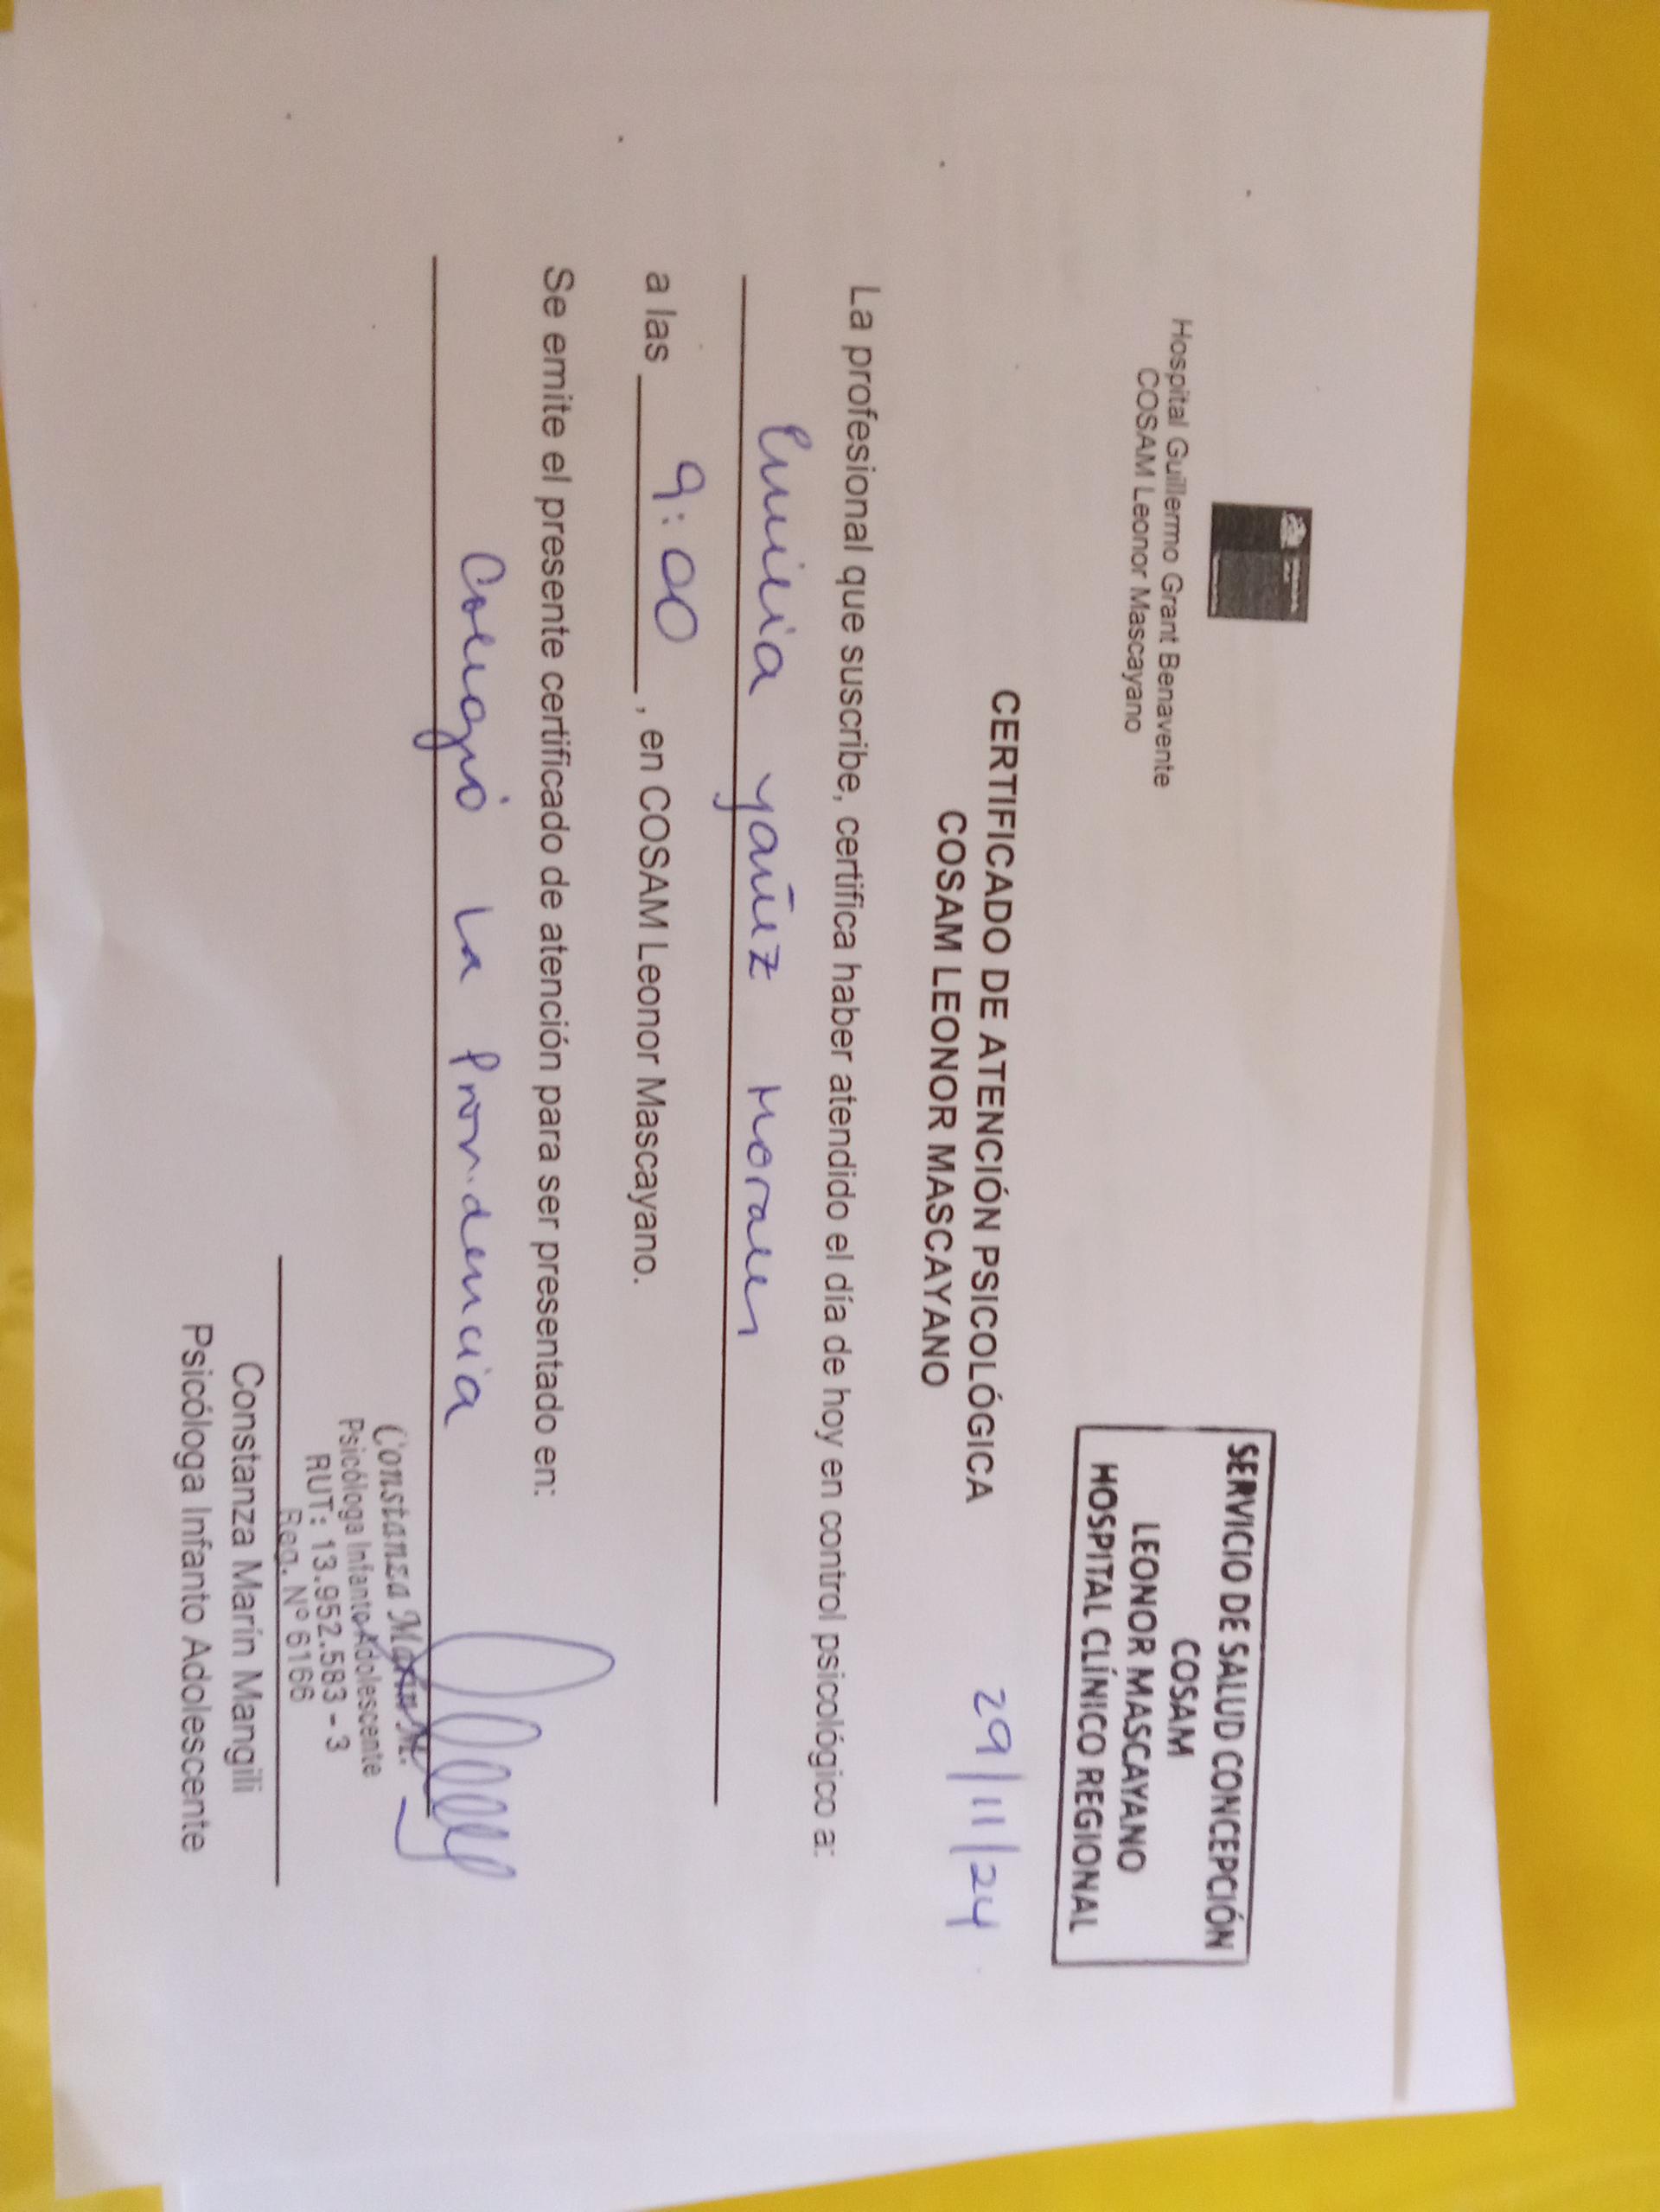 Hospital Guillermo Grant Benavente
COSAM Leonor Mascayano
SERVICIO DE SALUD CONCEPCIÓN
COSAM
LEONOR MASCAYANO
HOSPITAL CLÍNICO REGIONAL
29/11/24
CERTIFICADO DE ATENCIÓN PSICOLÓGICA
COSAM LEONOR MASCAYANO
La profesional que suscribe, certifica haber atendido el día de hoy en control psicológico a:
Emilia Yañez Morales
a las 9:00, en COSAM Leonor Mascayano.
Se emite el presente certificado de atención para ser presentado en:
Colegio La Providencia
Constanza Marín M.
Psicóloga Infanto Adolescente
RUT: 13.952.583-3
Reg. N° 6166
Constanza Marín Mangili
Psicóloga Infanto Adolescente